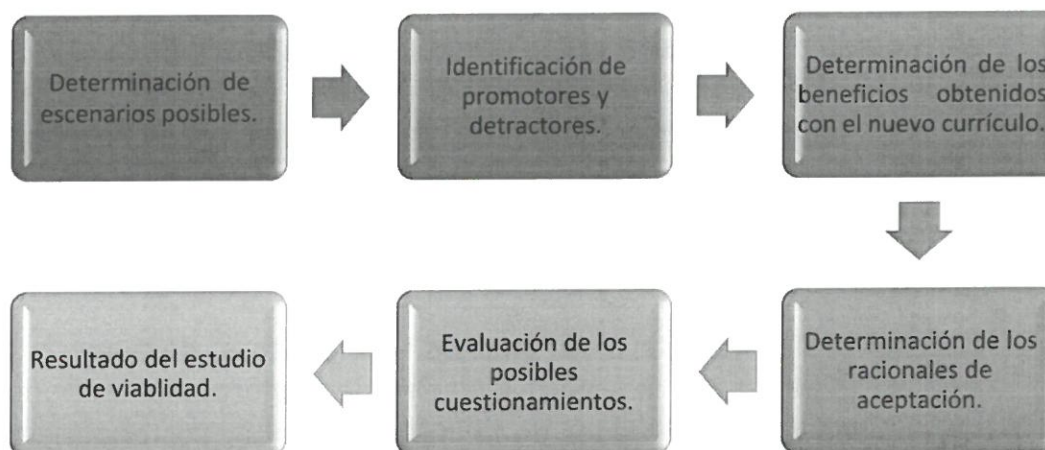 Determinación de
escenarios posibles.
Identificación de
promotores y
detractores.
Determinación de los
beneficios obtenidos
con el nuevo currículo.
Determinación de los
racionales de
aceptación.
Evaluación de los
posibles
cuestionamientos.
Resultado del estudio
de viablidad.